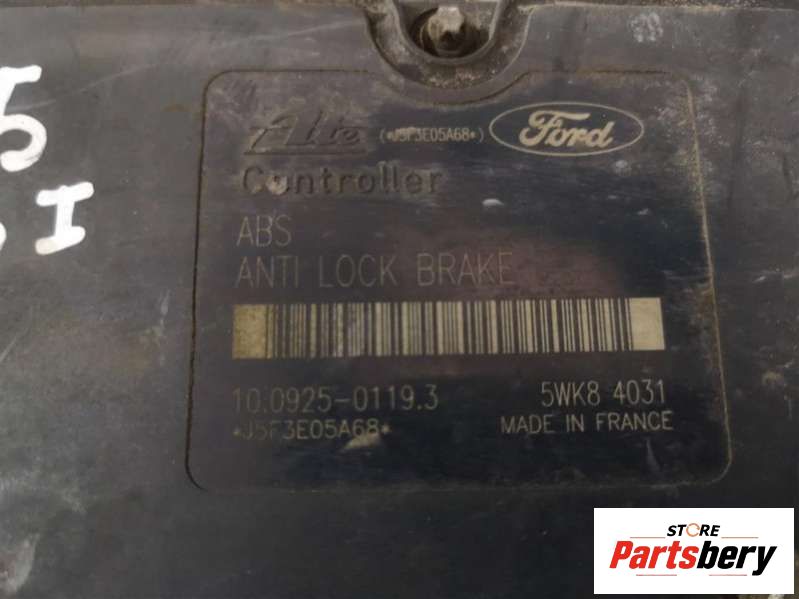 5
I
Ate (*J5F3E05A68*) Ford
Controller
ABS
ANTI LOCK BRAKE
10.0925-0119.3 5WK8 4031
*J5F3E05A68* MADE IN FRANCE
STORE
Partsbery